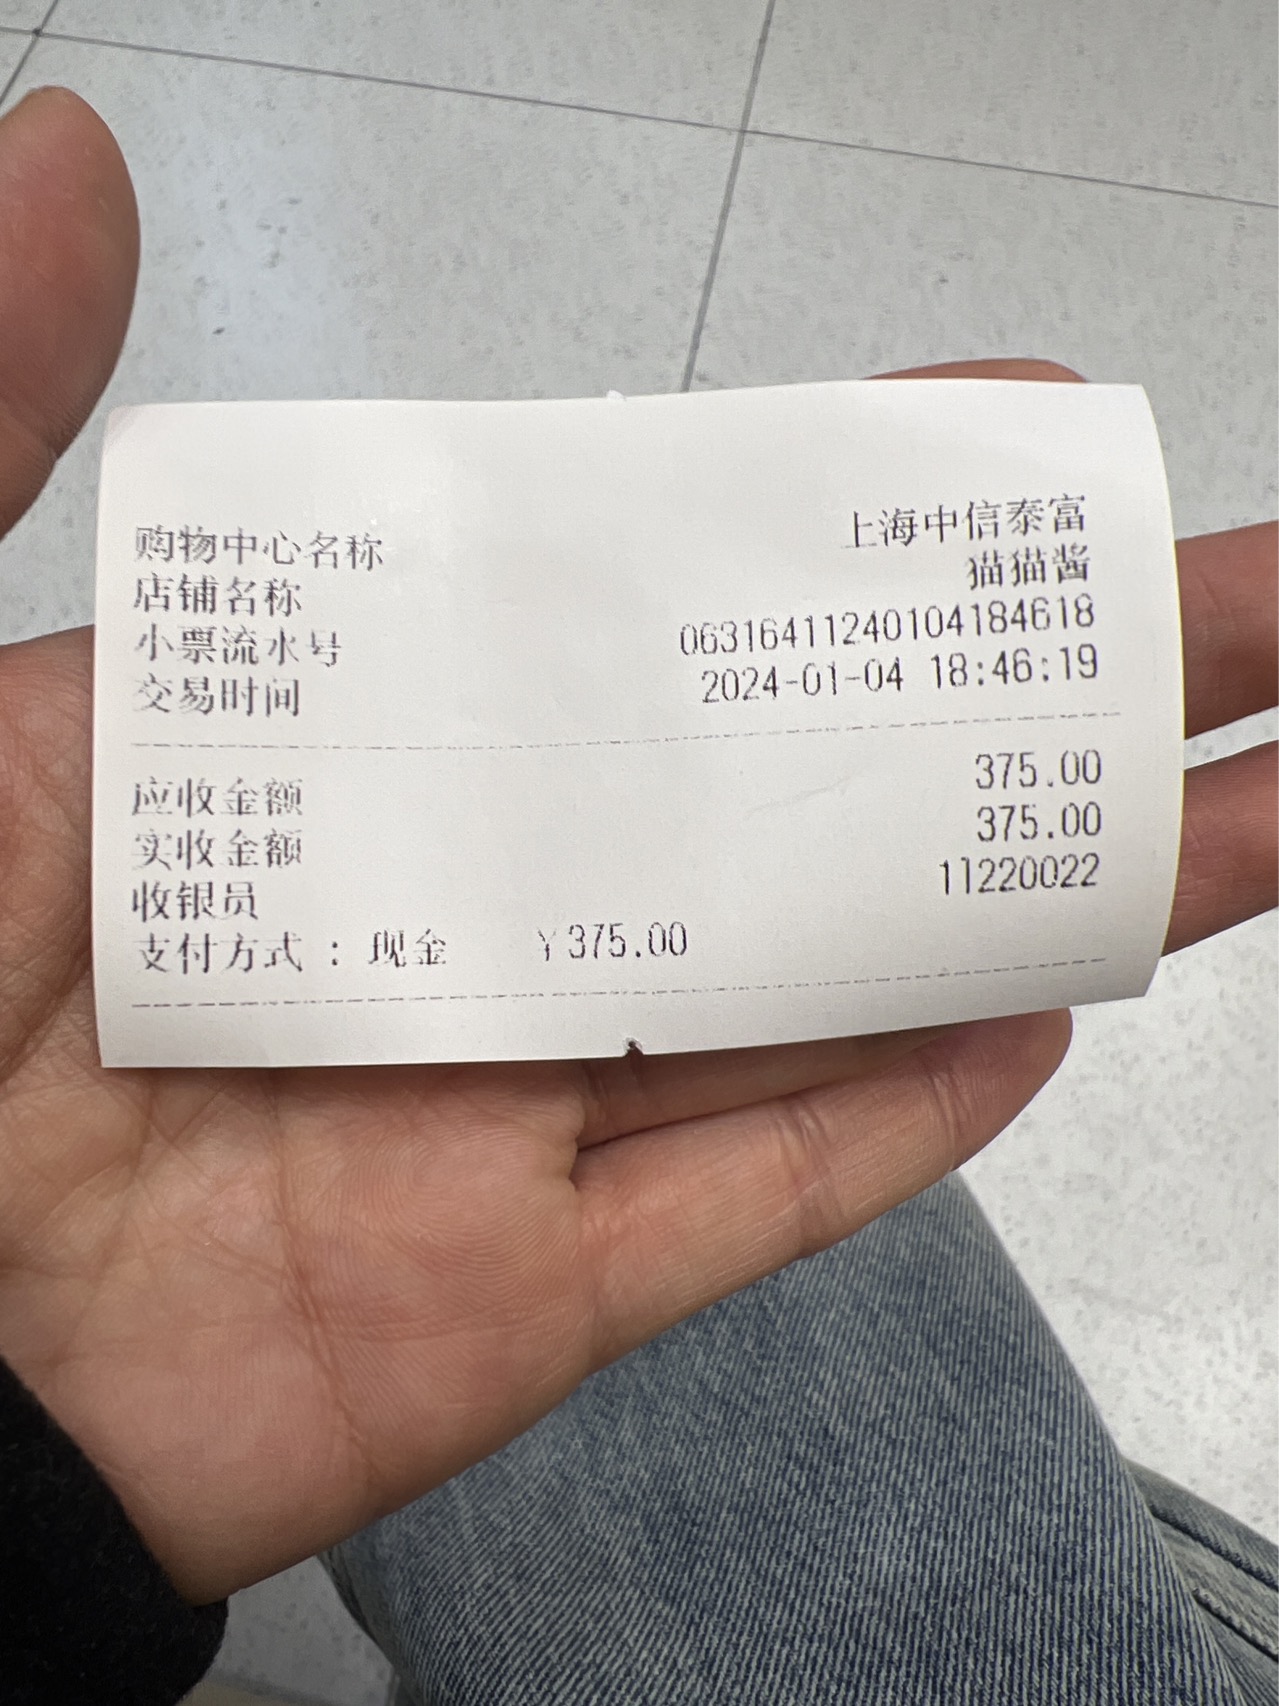 购物中心名称 上海中信泰富
店铺名称 猫猫酱
小票流水号 06316411240104184618
交易时间 2024-01-04 18:46:19
应收金额 375.00
实收金额 375.00
收银员 11220022
支付方式 : 现金 ¥375.00